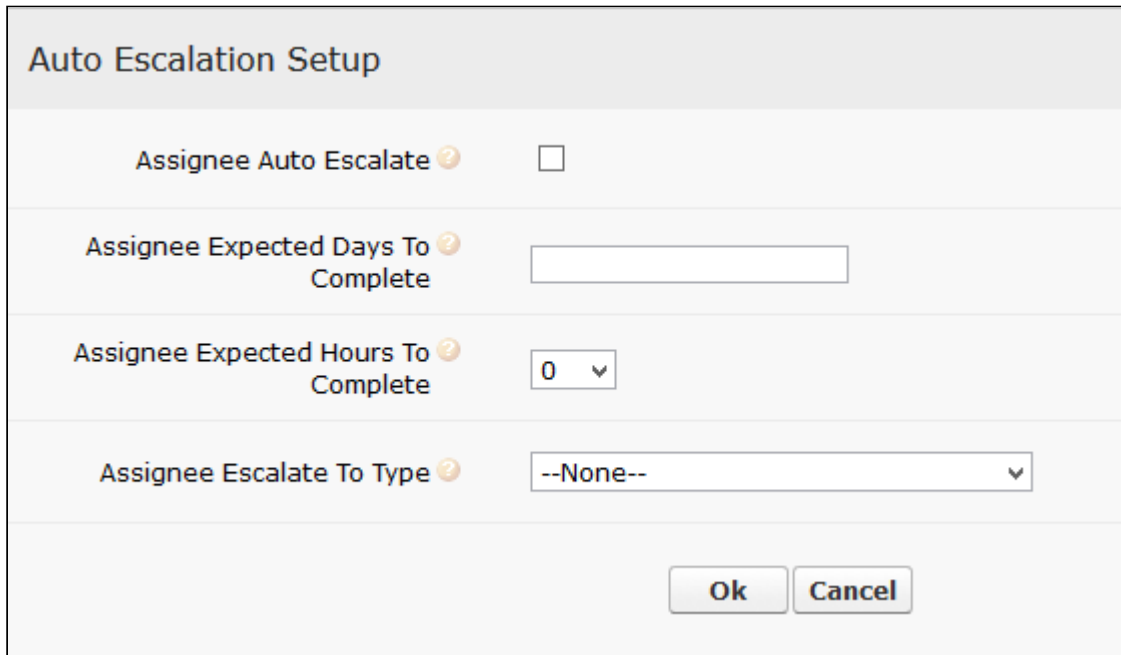 Auto Escalation Setup
Assignee Auto Escalate ?
Assignee Expected Days To ?
Complete
Assignee Expected Hours To ?
Complete
0
Assignee Escalate To Type ?
--None--
Ok Cancel